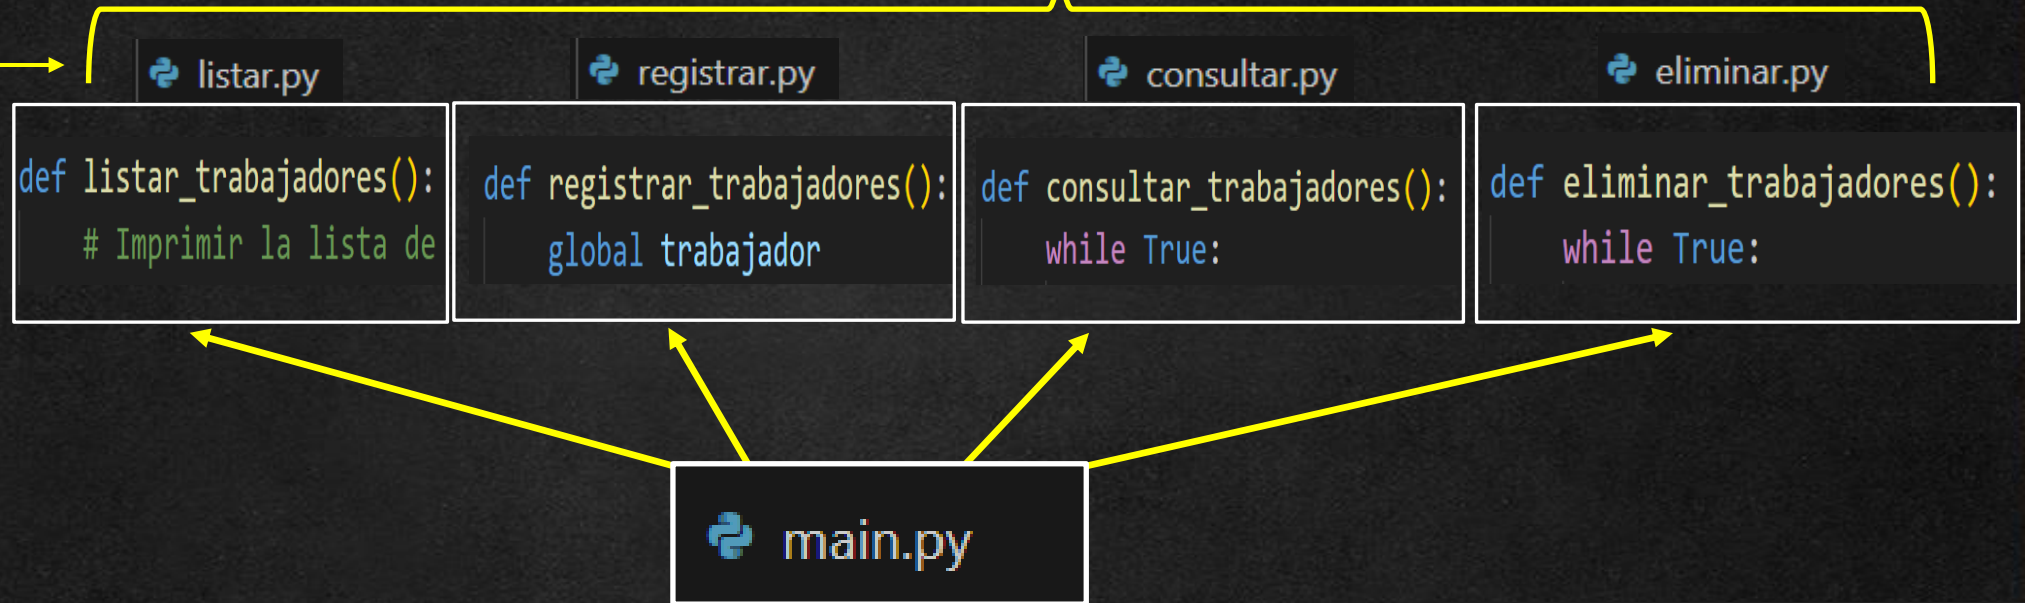 listar.py
def listar_trabajadores():
# Imprimir la lista de
registrar.py
def registrar_trabajadores():
global trabajador
consultar.py
def consultar_trabajadores():
while True:
eliminar.py
def eliminar_trabajadores():
while True:
main.py